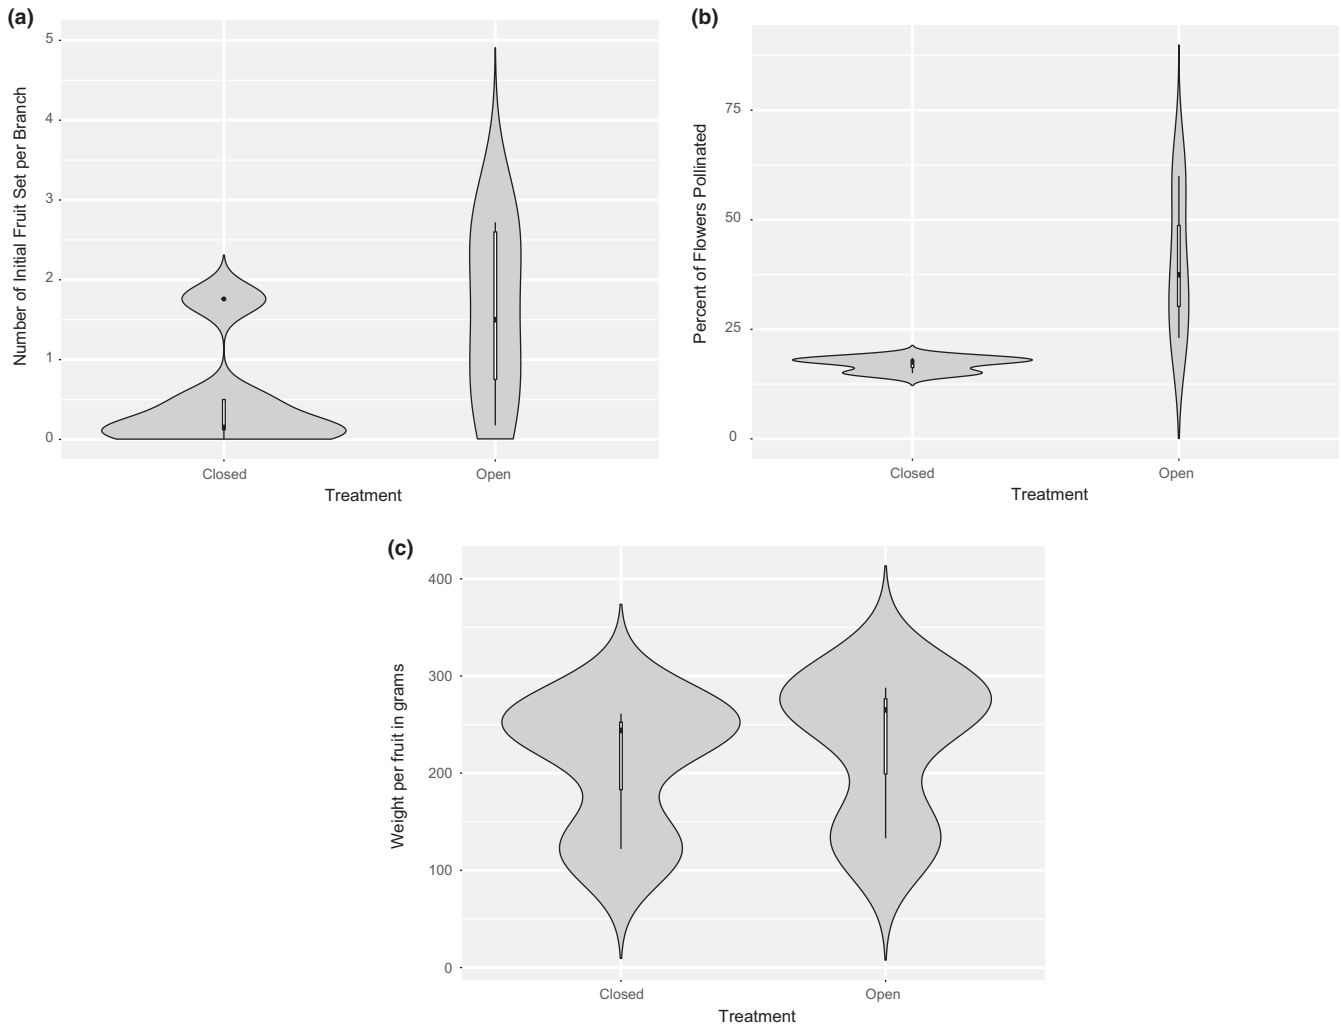 (a)
Number of Initial Fruit Set per Branch
5
4
3
2
1
0
Closed
Open
Treatment
(b)
Percent of Flowers Pollinated
75
50
25
0
Closed
Open
Treatment
(c)
Weight per fruit in grams
400
300
200
100
0
Closed
Open
Treatment